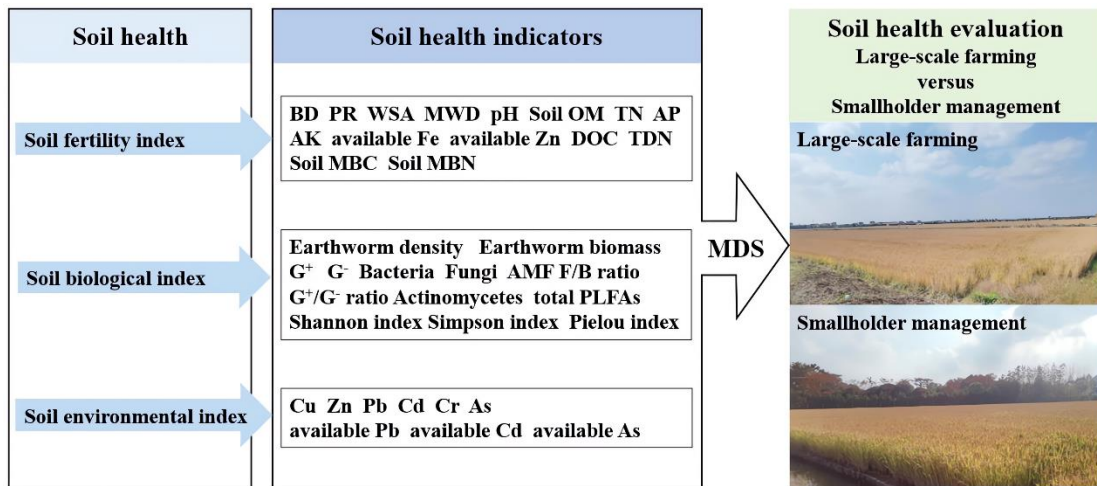 Soil health
Soil fertility index
Soil biological index
Soil environmental index
Soil health indicators
BD PR WSA MWD pH Soil OM TN AP
AK available Fe available Zn DOC TDN
Soil MBC Soil MBN
Earthworm density Earthworm biomass
G⁺ G⁻ Bacteria Fungi AMF F/B ratio
G⁺/G⁻ ratio Actinomycetes total PLFAs
Shannon index Simpson index Pielou index
Cu Zn Pb Cd Cr As
available Pb available Cd available As
MDS
Soil health evaluation
Large-scale farming
versus
Smallholder management
Large-scale farming
Smallholder management